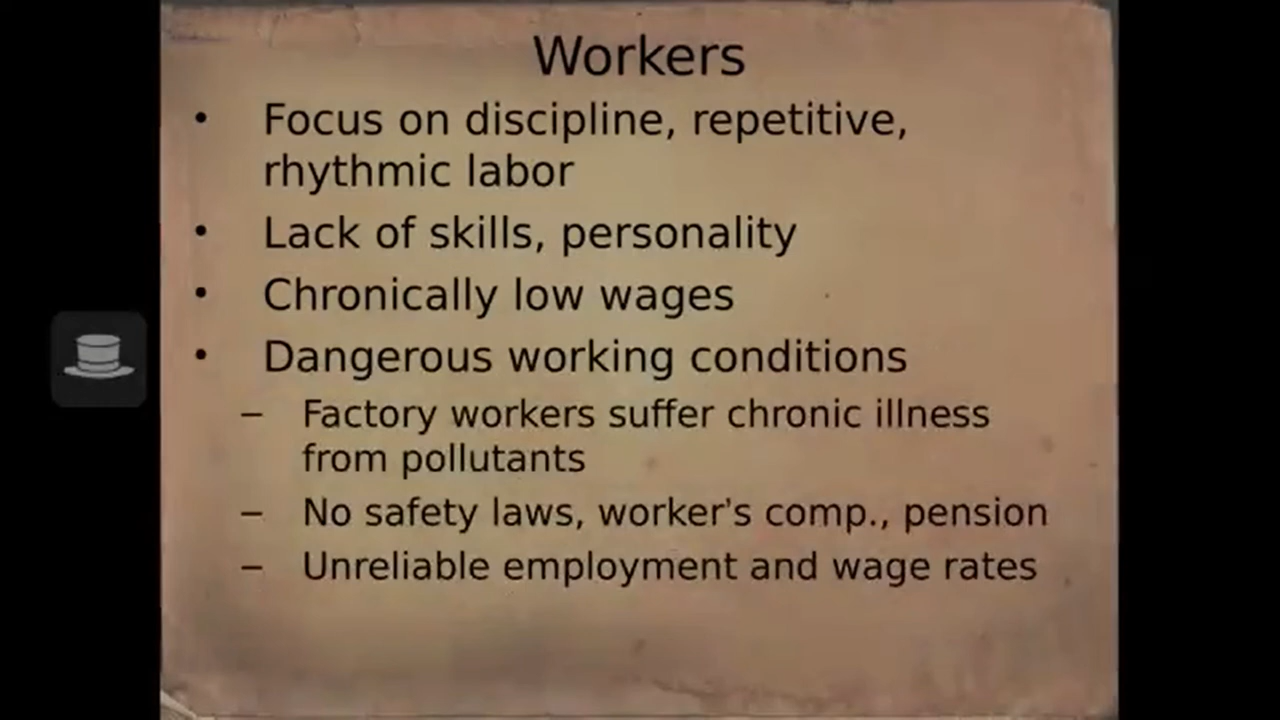 Workers
• Focus on discipline, repetitive,
rhythmic labor
• Lack of skills, personality
• Chronically low wages
• Dangerous working conditions
– Factory workers suffer chronic illness
from pollutants
– No safety laws, worker's comp., pension
– Unreliable employment and wage rates